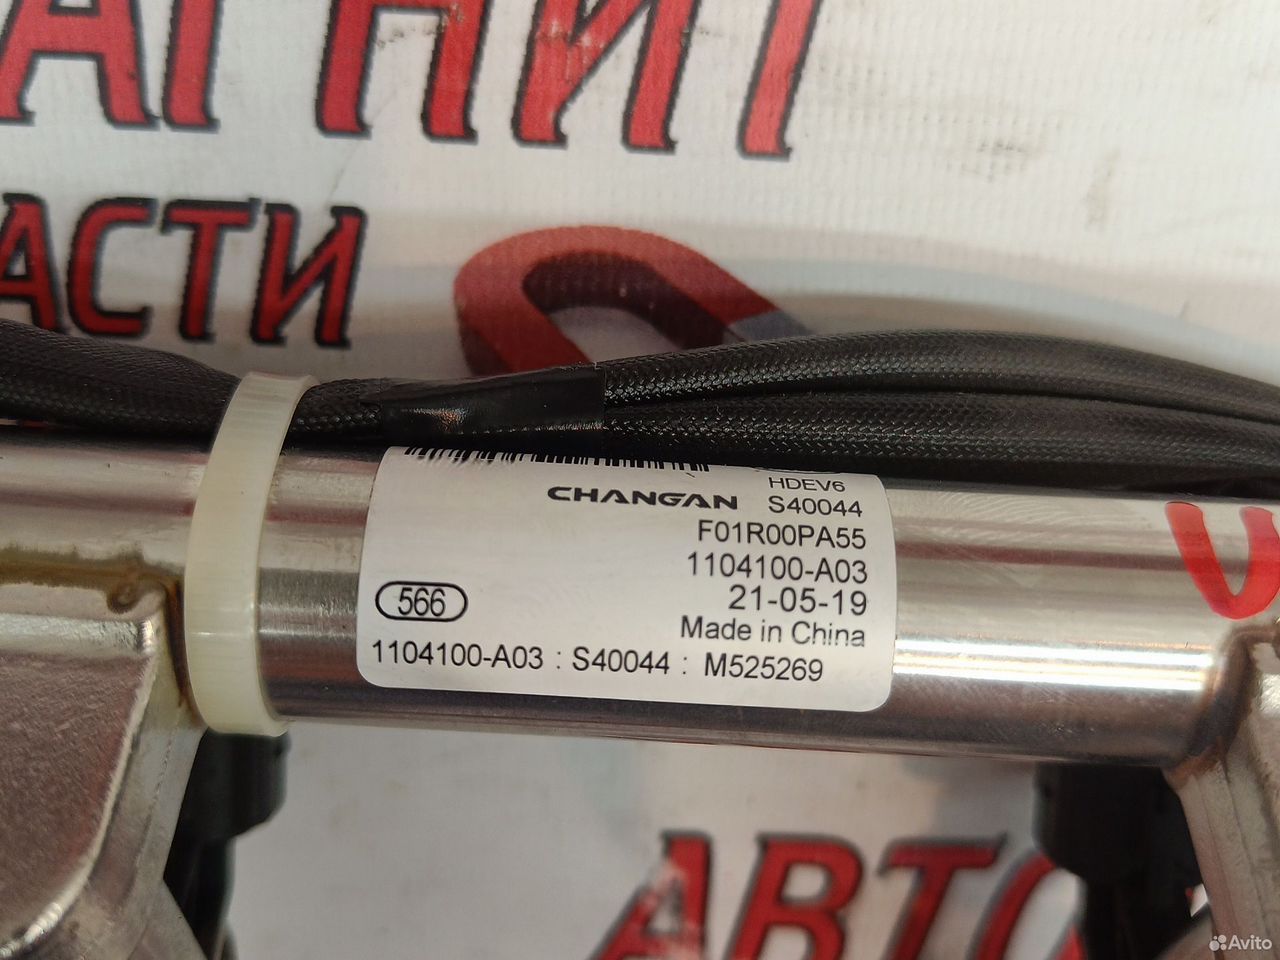 АГНИТ
АСТИ
HDEV6
CHANGAN S40044
F01R00PA55
1104100-A03
566 21-05-19
Made in China
1104100-A03 : S40044 : M525269
АВТО
Avito